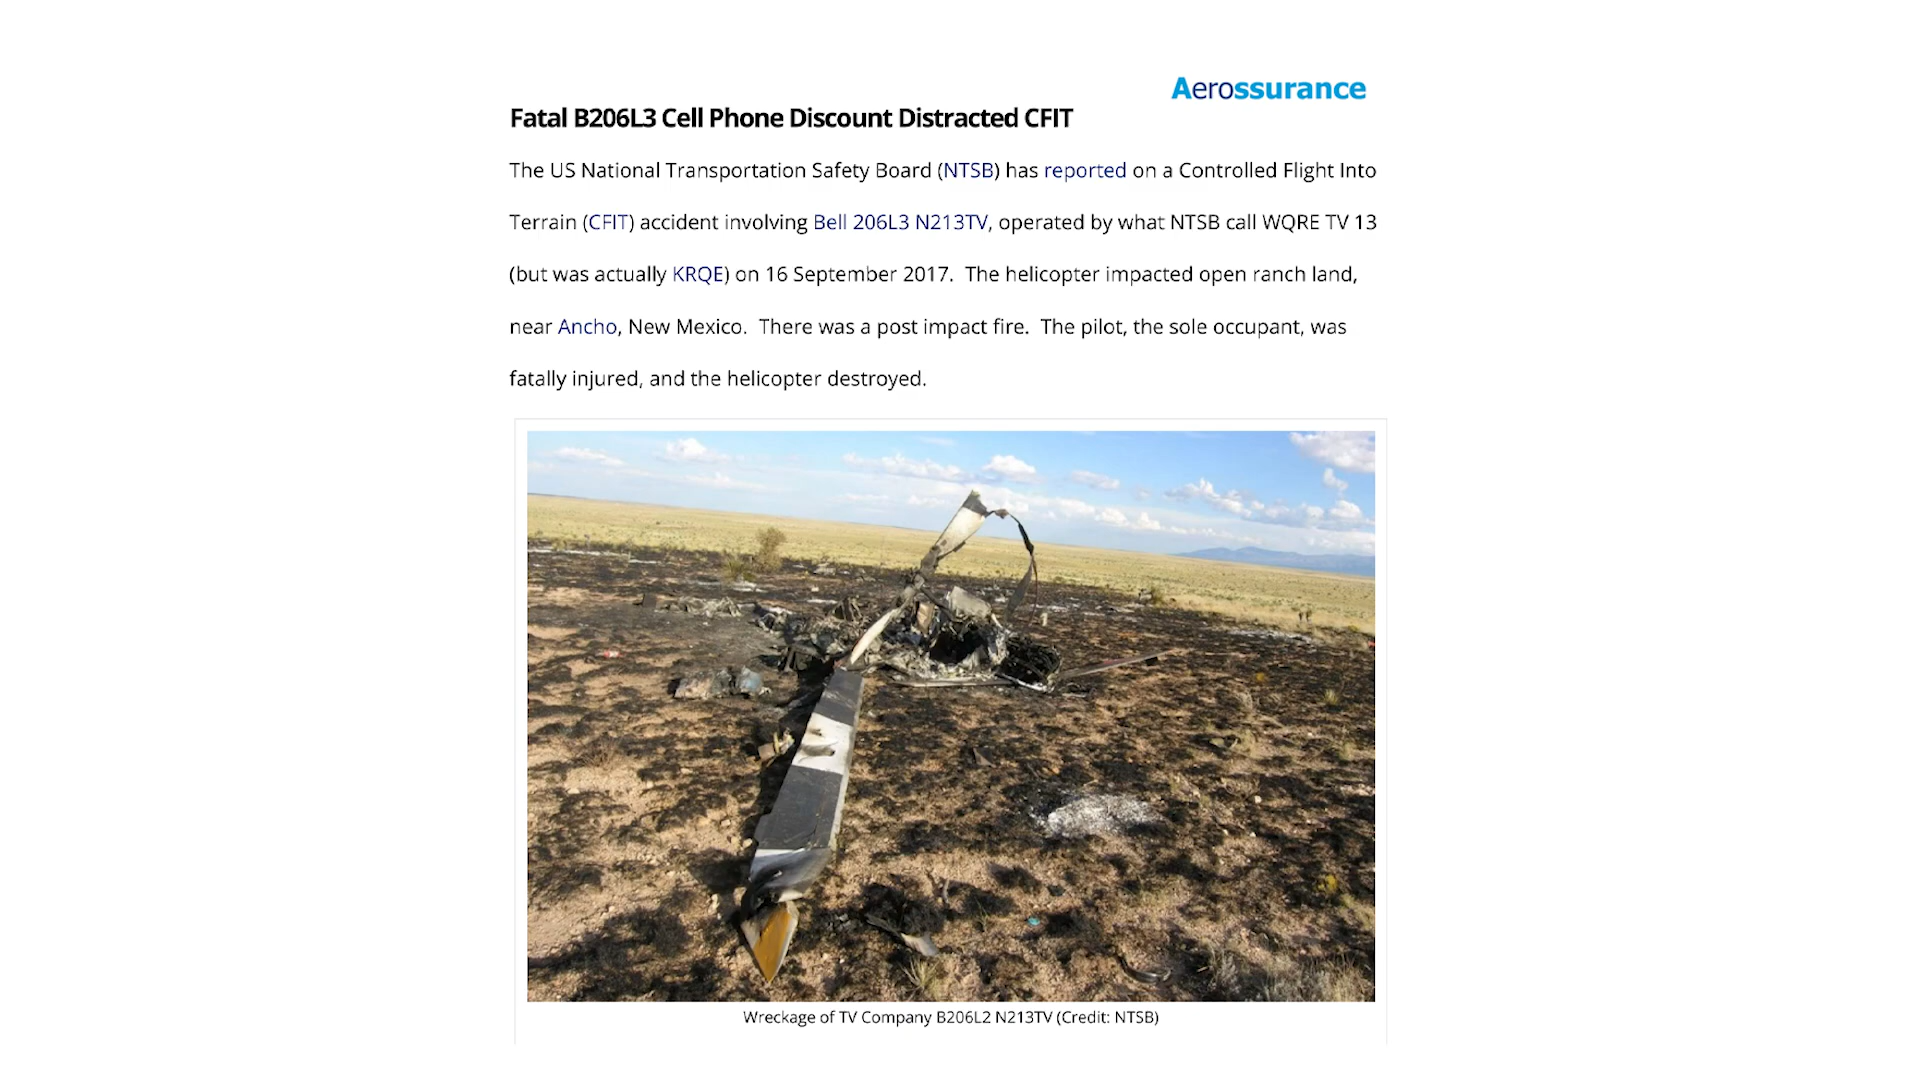 Aerossurance
Fatal B206L3 Cell Phone Discount Distracted CFIT
The US National Transportation Safety Board (NTSB) has reported on a Controlled Flight Into
Terrain (CFIT) accident involving Bell 206L3 N213TV, operated by what NTSB call WQRE TV 13
(but was actually KRQE) on 16 September 2017. The helicopter impacted open ranch land,
near Ancho, New Mexico. There was a post impact fire. The pilot, the sole occupant, was
fatally injured, and the helicopter destroyed.
Wreckage of TV Company B206L2 N213TV (Credit: NTSB)